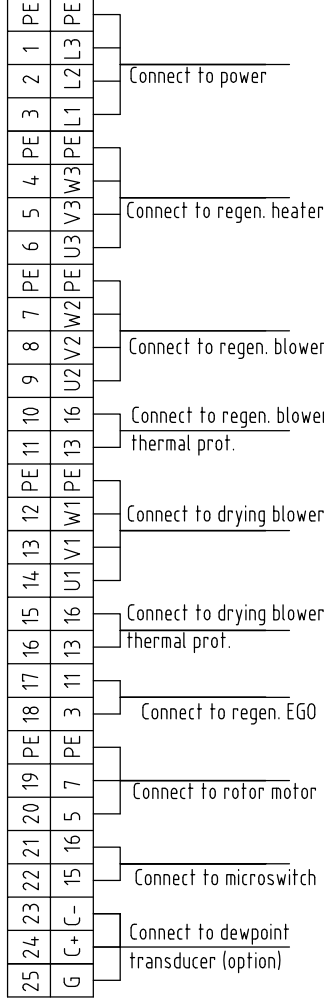 PE PE
1 L3
2 L2
3 L1
Connect to power
PE PE
4 W3
5 V3
6 U3
Connect to regen. heater
PE PE
7 W2
8 V2
9 U2
Connect to regen. blower
10 16
11 13
Connect to regen. blower
thermal prot.
PE PE
12 W1
13 V1
14 U1
Connect to drying blower
15 16
16 13
Connect to drying blower
thermal prot.
17 11
18 3
Connect to regen. EGO
PE PE
19 7
20 5
Connect to rotor motor
21 16
22 15
Connect to microswitch
23 C-
24 C+
25 G
Connect to dewpoint
transducer (option)